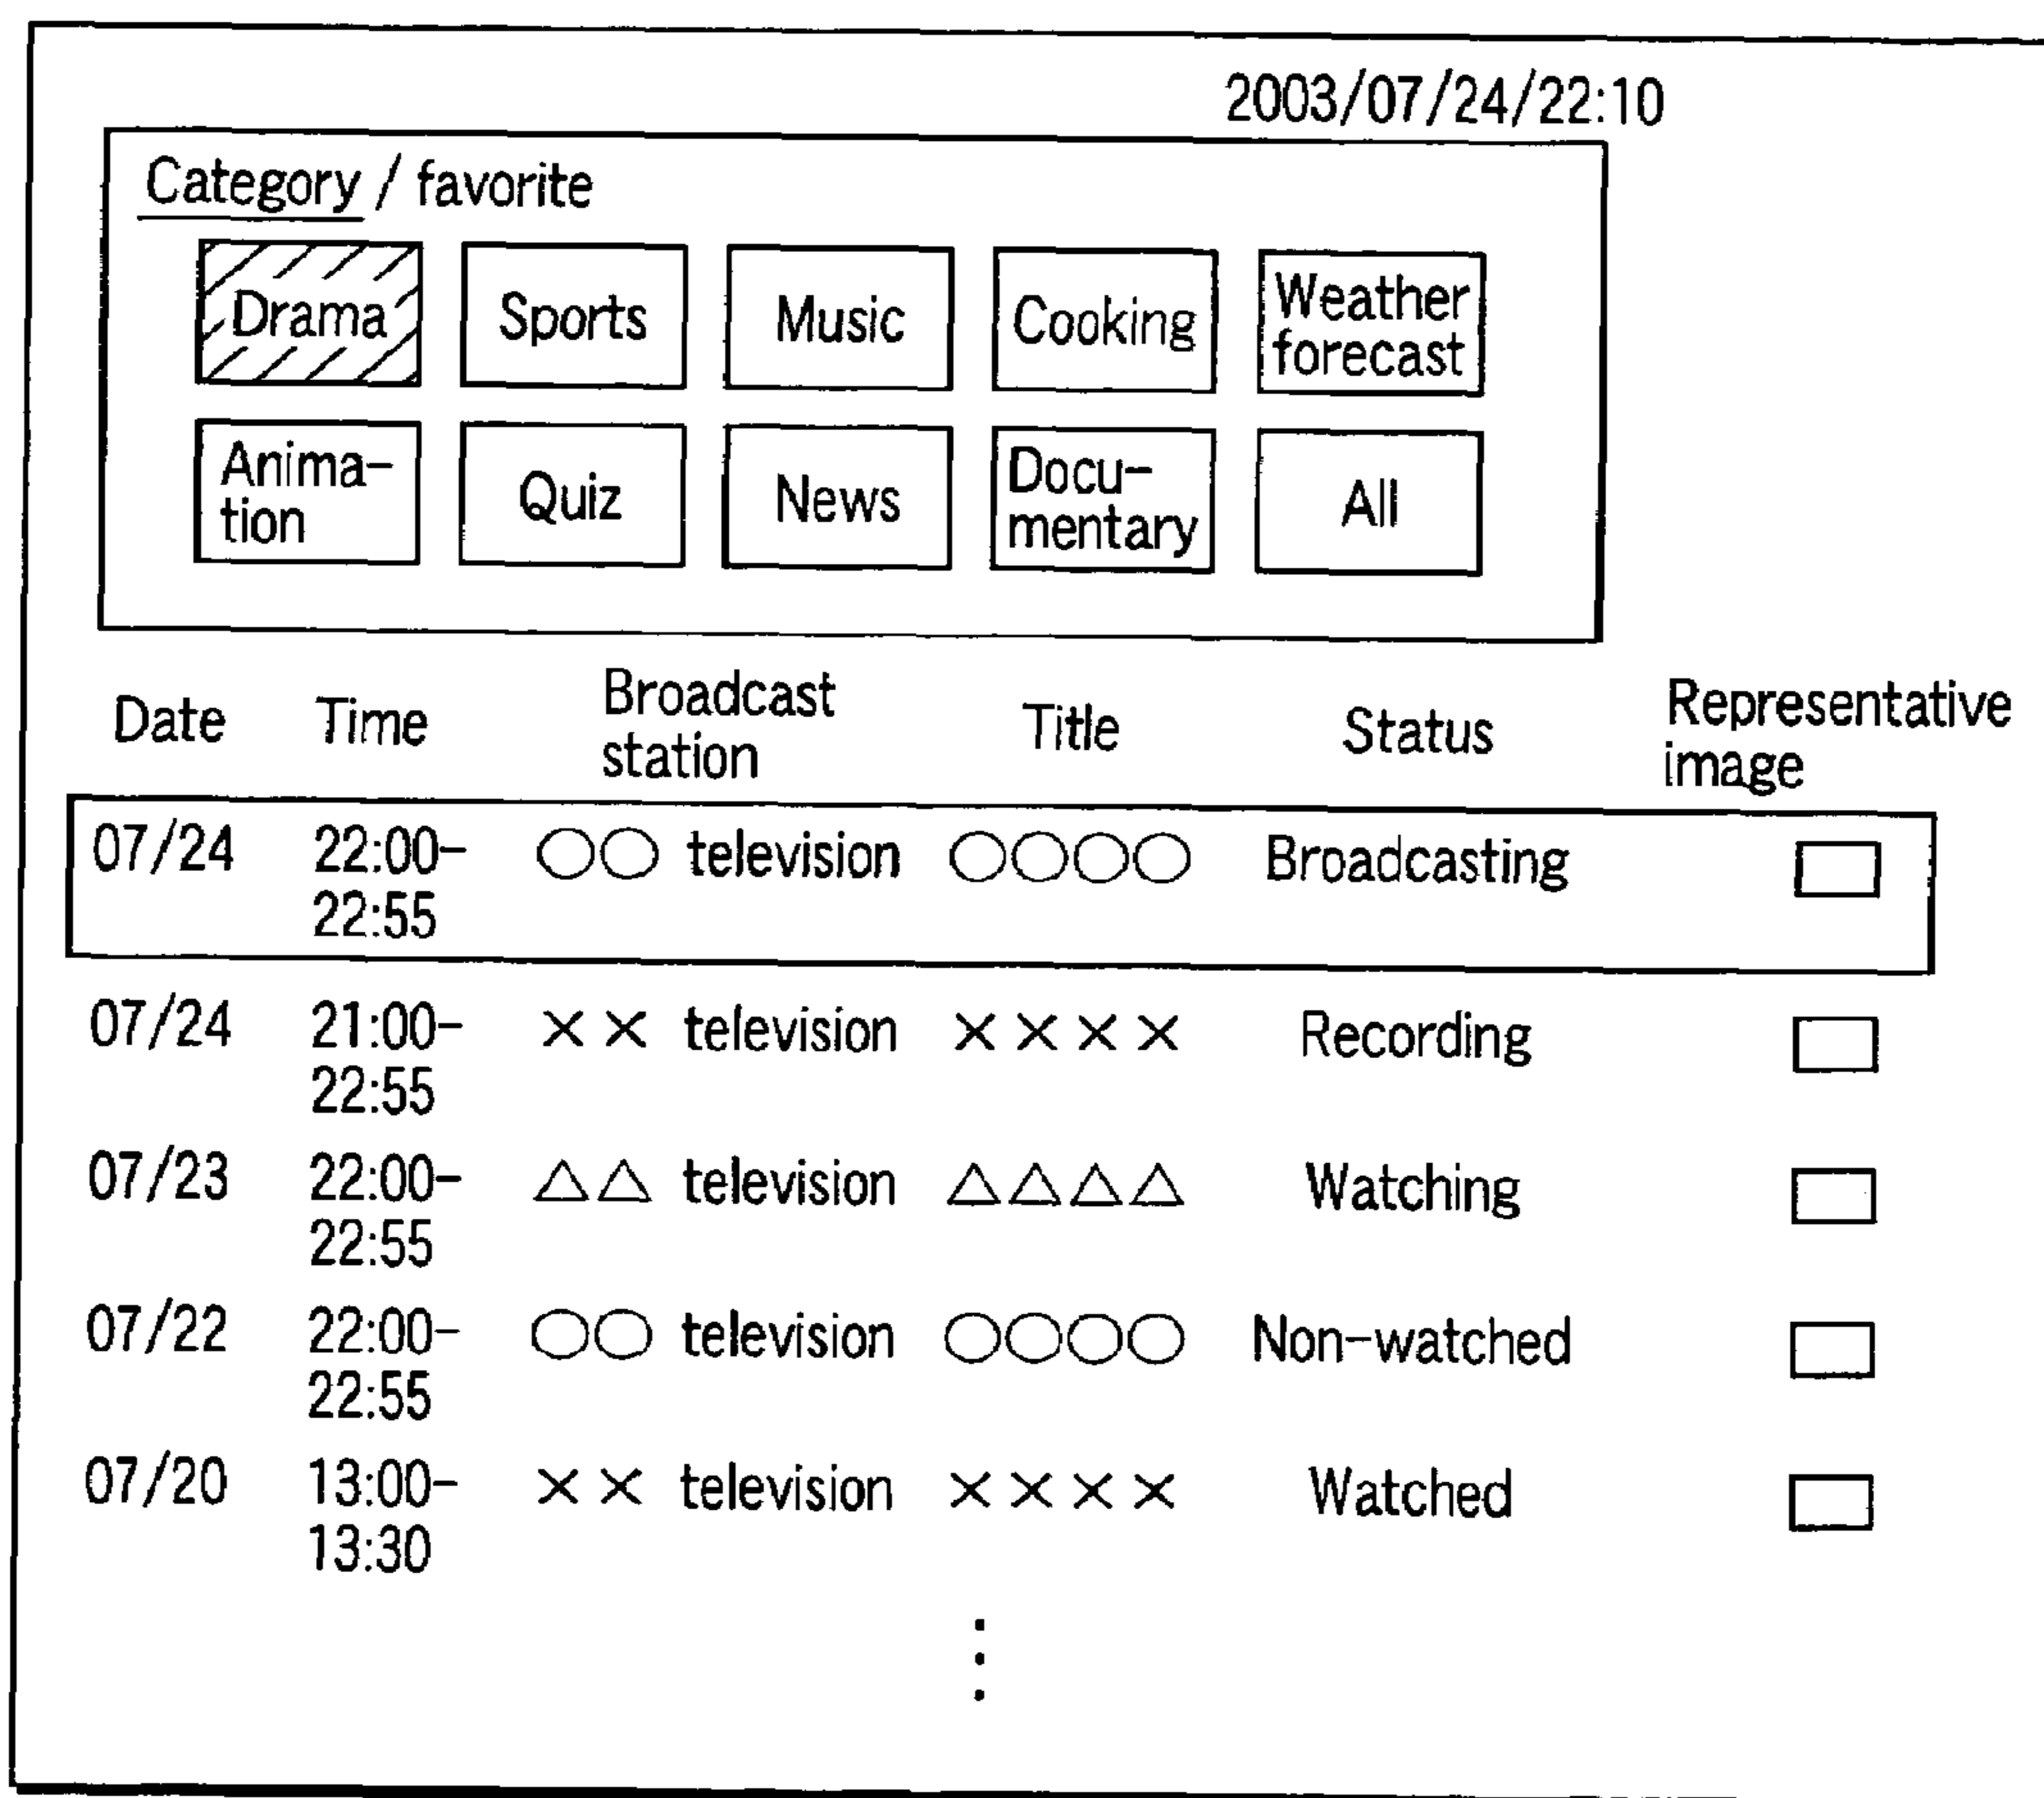 2003/07/24/22:10
Category / favorite
Drama Sports Music Cooking Weather
forecast
Anima-
tion Quiz News Docu-
mentary All
Date Time Broadcast
station Title Status Representative
image
07/24 22:00-
22:55 ○○ television ○○○○ Broadcasting
07/24 21:00-
22:55 ×× television ×××× Recording
07/23 22:00-
22:55 △△ television △△△△ Watching
07/22 22:00-
22:55 ○○ television ○○○○ Non-watched
07/20 13:00-
13:30 ×× television ×××× Watched